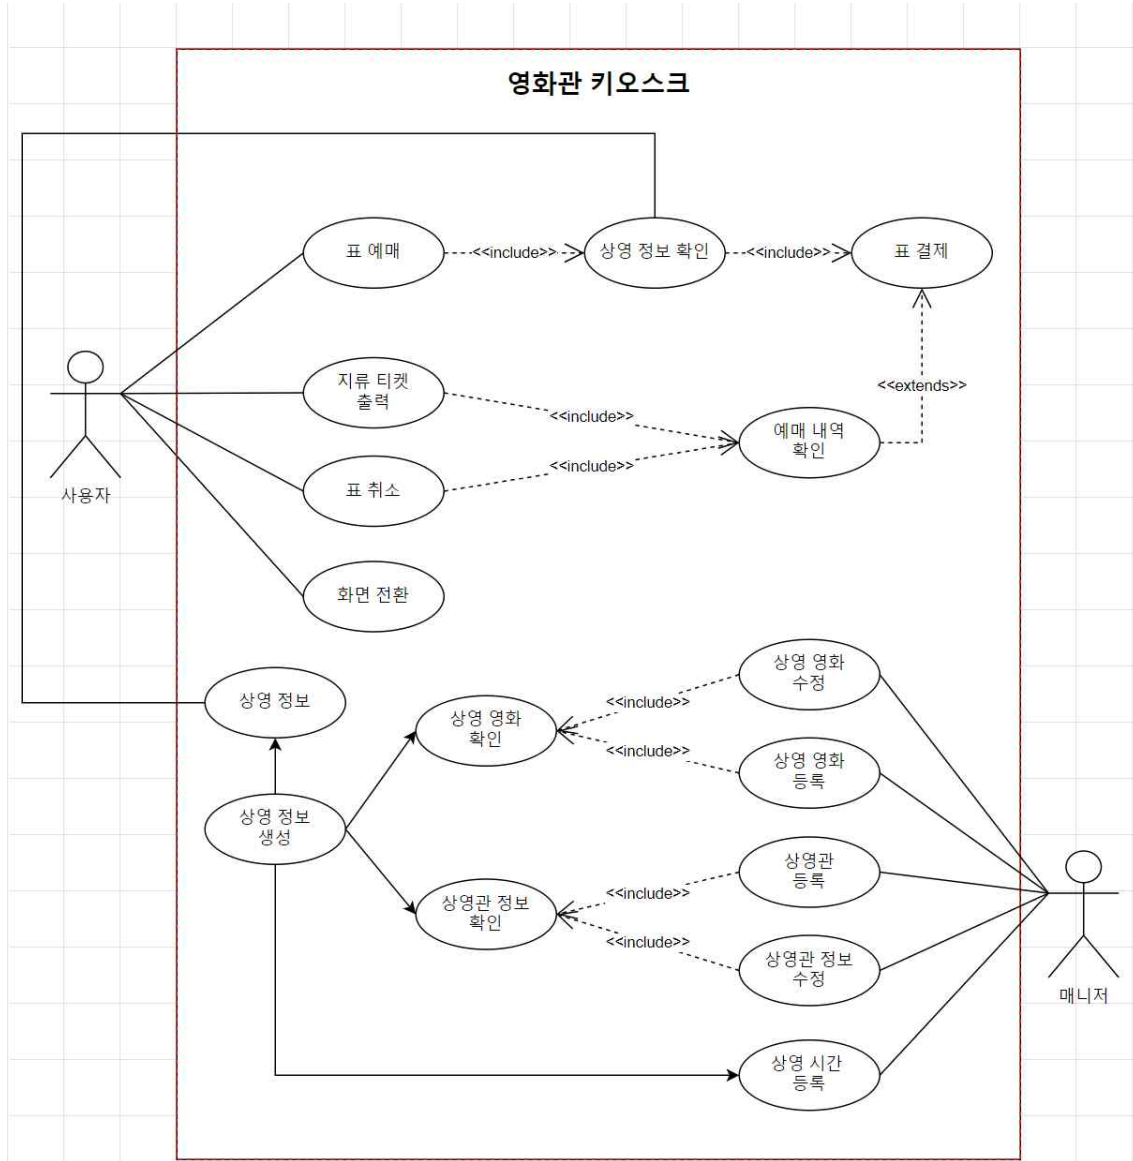 영화관 키오스크
표 예매
<<include>>
상영 정보 확인
<<include>>
표 결제
지류 티켓
출력
<<include>>
<<extends>>
예매 내역
확인
표 취소
<<include>>
사용자
화면 전환
상영 정보
상영 영화
확인
<<include>>
상영 영화
수정
<<include>>
상영 영화
등록
상영 정보
생성
상영관 정보
확인
<<include>>
상영관
등록
<<include>>
상영관 정보
수정
매니저
상영 시간
등록